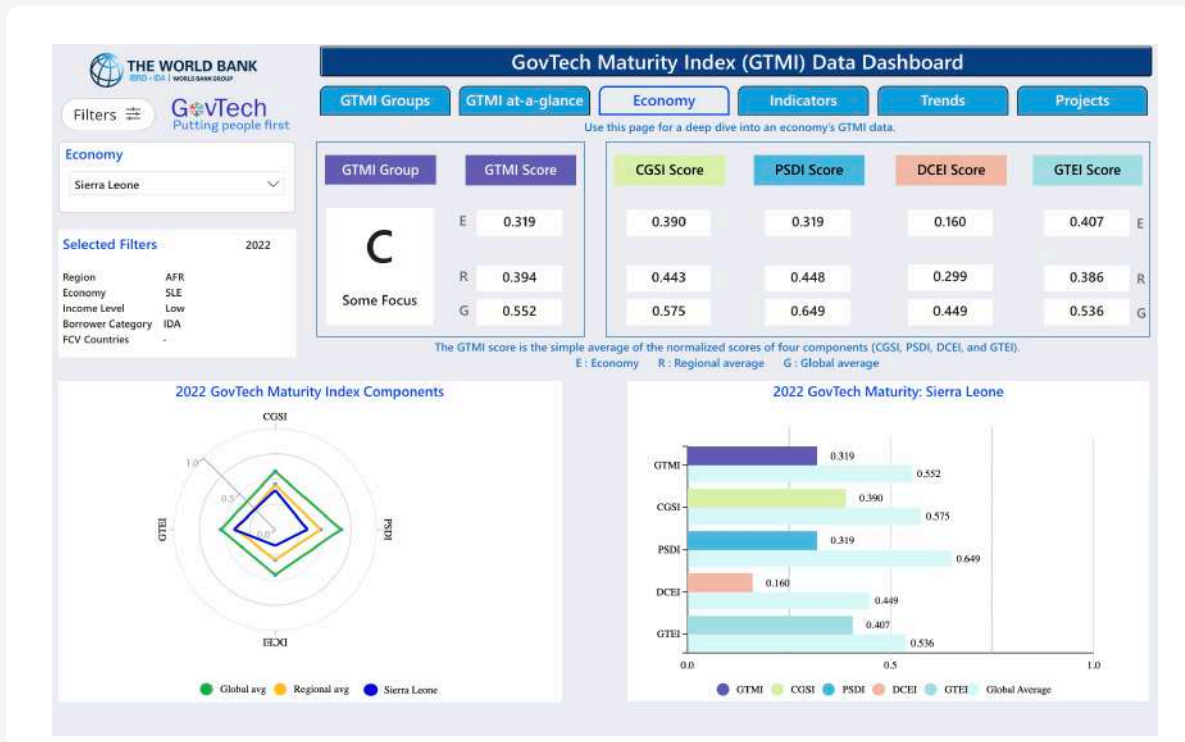 THE WORLD BANK
IBRD • IDA | WORLD BANK GROUP
GovTech Maturity Index (GTMI) Data Dashboard
Filters
GovTech
Putting people first
GTMI Groups
GTMI at-a-glance
Economy
Indicators
Trends
Projects
Use this page for a deep dive into an economy's GTMI data.
Economy
Sierra Leone
Selected Filters 2022
Region AFR
Economy SLE
Income Level Low
Borrower Category IDA
FCV Countries -
GTMI Group GTMI Score CGSI Score PSDI Score DCEI Score GTEI Score
C
Some Focus
E 0.319 0.390 0.319 0.160 0.407 E
R 0.394 0.443 0.448 0.299 0.386 R
G 0.552 0.575 0.649 0.449 0.536 G
The GTMI score is the simple average of the normalized scores of four components (CGSI, PSDI, DCEI, and GTEI).
E : Economy R : Regional average G : Global average
2022 GovTech Maturity Index Components
CGSI
1.0
0.5
0.0
GTEI
PSDI
DCEI
Global avg Regional avg Sierra Leone
2022 GovTech Maturity: Sierra Leone
GTMI 0.319
0.552
CGSI 0.390
0.575
PSDI 0.319
0.649
DCEI 0.160
0.449
GTEI 0.407
0.536
0.0 0.5 1.0
GTMI CGSI PSDI DCEI GTEI Global Average